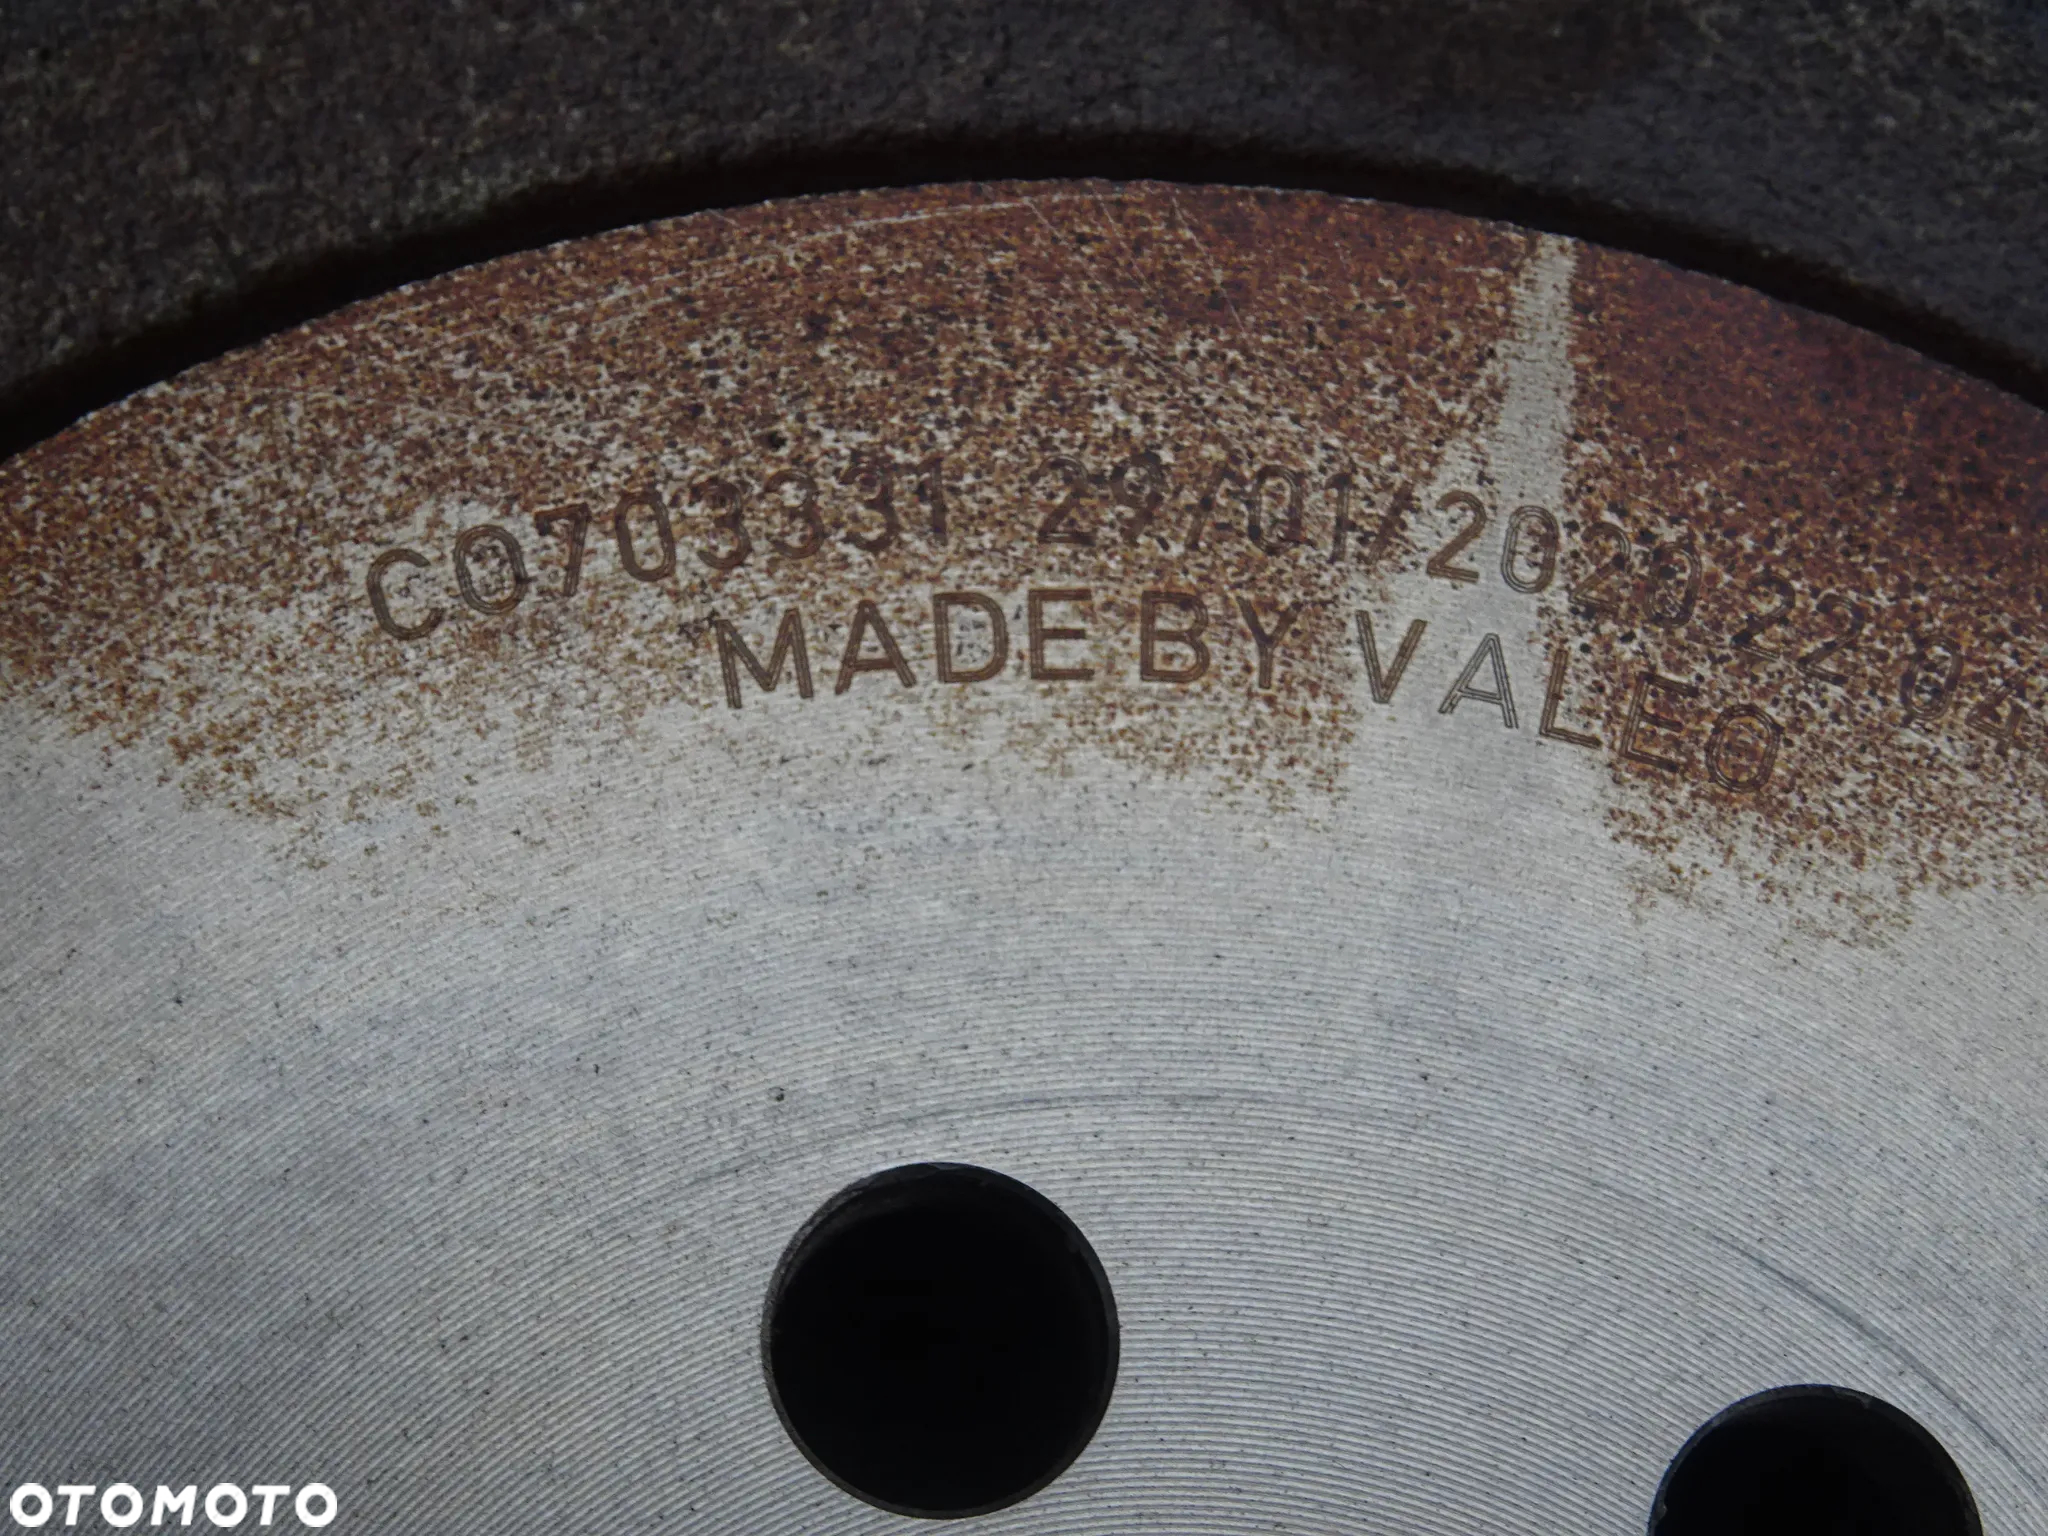 C0703331 29/01/2020 22 04
MADE BY VALEO
OTOMOTO